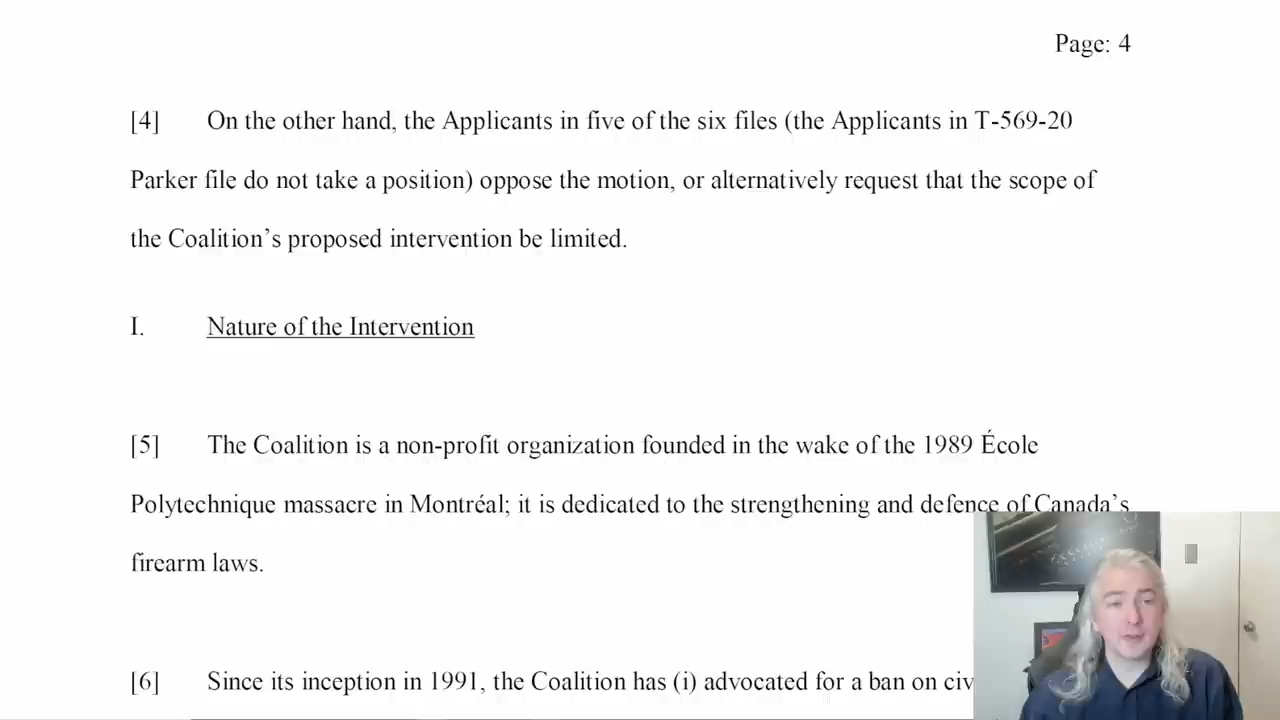 Page: 4
[4] On the other hand, the Applicants in five of the six files (the Applicants in T-569-20
Parker file do not take a position) oppose the motion, or alternatively request that the scope of
the Coalition’s proposed intervention be limited.
I. Nature of the Intervention
[5] The Coalition is a non-profit organization founded in the wake of the 1989 École
Polytechnique massacre in Montréal; it is dedicated to the strengthening and defence of Canada’s
firearm laws.
[6] Since its inception in 1991, the Coalition has (i) advocated for a ban on civ